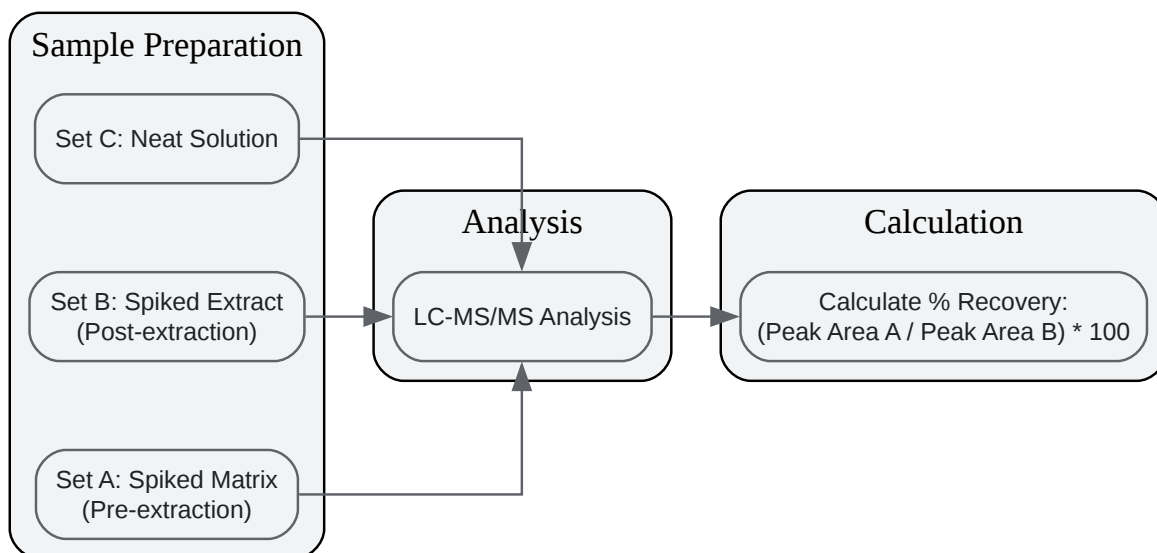 Sample Preparation
Set C: Neat Solution
Set B: Spiked Extract
(Post-extraction)
Set A: Spiked Matrix
(Pre-extraction)
Analysis
LC-MS/MS Analysis
Calculation
Calculate % Recovery:
(Peak Area A / Peak Area B) * 100